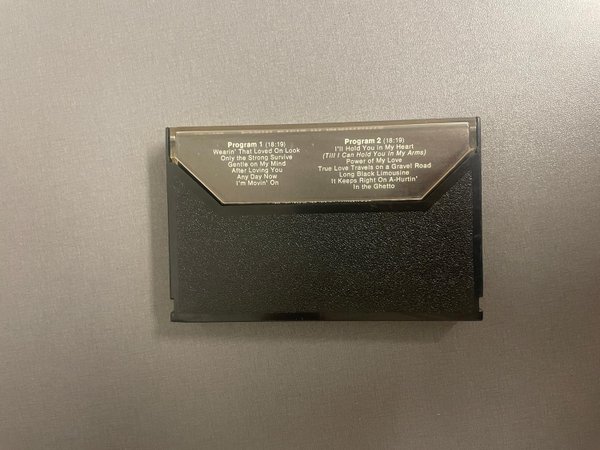 Program 1 (18:19)
Wearin' That Loved On Look
Only the Strong Survive
Gentle on My Mind
After Loving You
Any Day Now
I'm Movin' On
Program 2 (18:19)
I'll Hold You in My Heart
(Till I Can Hold You in My Arms)
Power of My Love
True Love Travels on a Gravel Road
Long Black Limousine
It Keeps Right On A-Hurtin'
In the Ghetto